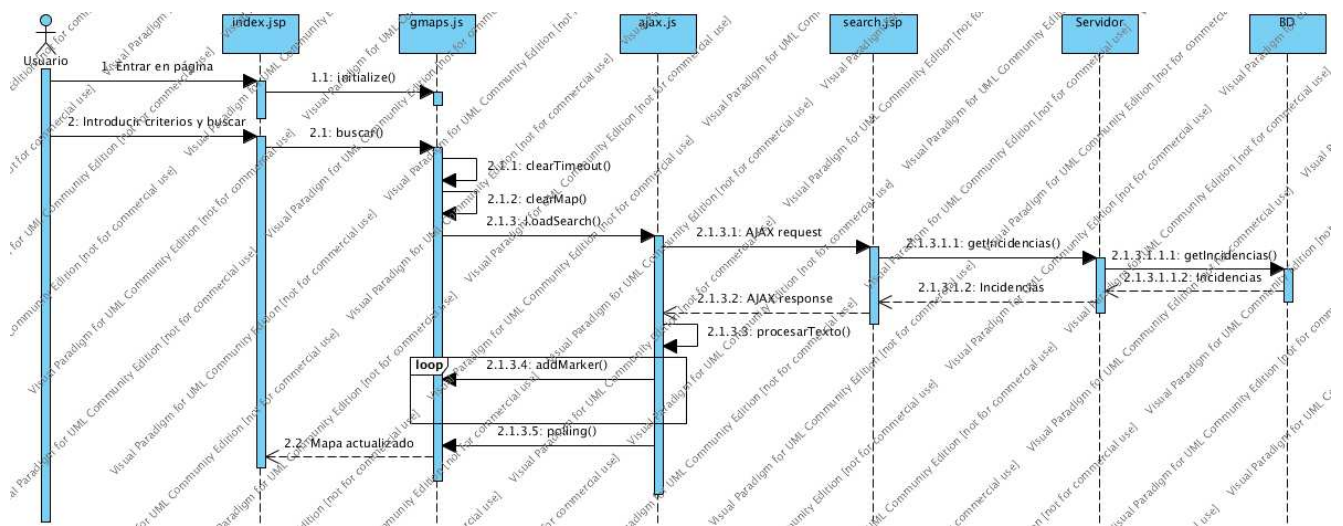 index.jsp
gmaps.js
ajax.js
search.jsp
Servidor
BD
Usuario
1: Entrar en página
1.1: initialize()
2: Introducir criterios y buscar
2.1: buscar()
2.1.1: clearTimeout()
2.1.2: clearMap()
2.1.3: LoadSearch()
2.1.3.1: AJAX request
2.1.3.1.1: getIncidencias()
2.1.3.1.1.1: getIncidencias()
2.1.3.1.1.2: Incidencias
2.1.3.1.2: Incidencias
2.1.3.2: AJAX response
2.1.3.3: procesarTexto()
loop
2.1.3.4: addMarker()
2.1.3.5: polling()
2.2: Mapa actualizado
Visual Paradigm for UML Community Edition [not for commercial use]